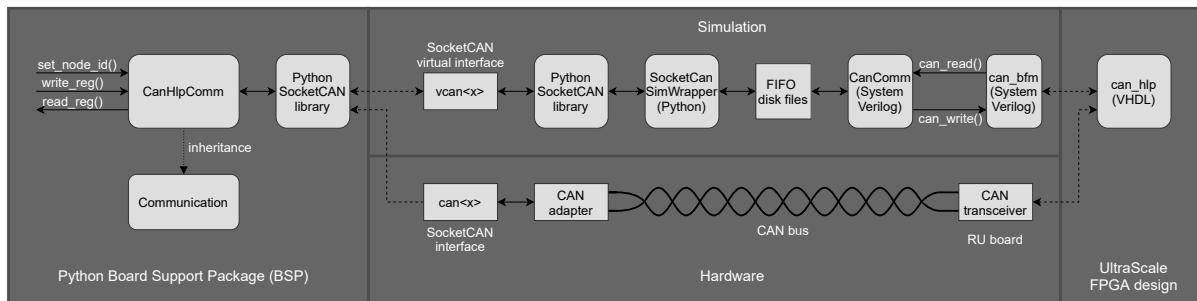 Simulation
set_node_id()
write_reg()
read_reg()
CanHlpComm
Python
SocketCAN
library
inheritance
Communication
Python Board Support Package (BSP)
SocketCAN
virtual interface
vcan<x>
Python
SocketCAN
library
SocketCan
SimWrapper
(Python)
FIFO
disk files
CanComm
(System
Verilog)
can_read()
can_write()
can_bfm
(System
Verilog)
can_hlp
(VHDL)
can<x>
SocketCAN
interface
CAN
adapter
CAN bus
CAN
transceiver
RU board
Hardware
UltraScale
FPGA design